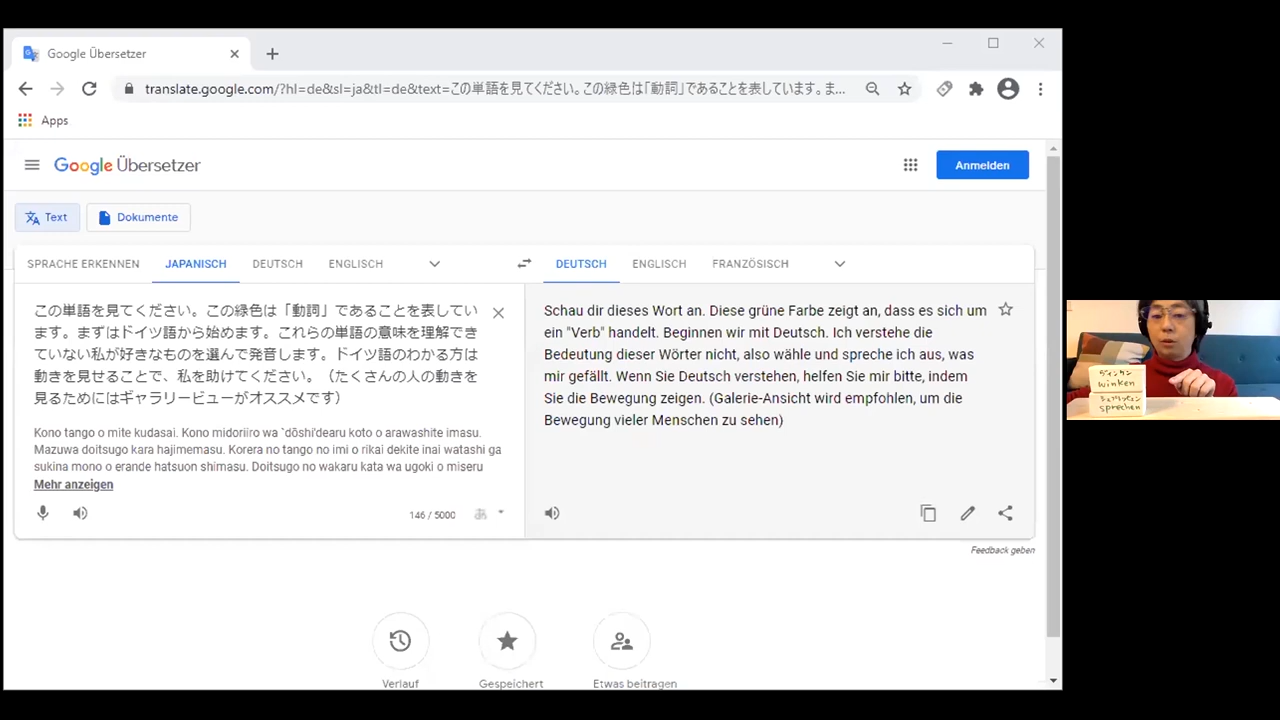 Google Übersetzer
translate.google.com/?hl=de&sl=ja&tl=de&text=この単語を見てください。この緑色は「動詞」であることを表しています。ま...
Apps
Google Übersetzer
Anmelden
Text
Dokumente
SPRACHE ERKENNEN
JAPANISCH
DEUTSCH
ENGLISCH
DEUTSCH
ENGLISCH
FRANZÖSISCH
この単語を見てください。この緑色は「動詞」であることを表してい
ます。まずはドイツ語から始めます。これらの単語の意味を理解でき
ていない私が好きなものを選んで発音します。ドイツ語のわかる方は
動きを見せることで、私を助けてください。（たくさんの人の動きを
見るためにはギャラリービューがオススメです）
Kono tango o mite kudasai. Kono midoriiro wa `dōshi'dearu koto o arawashite imasu.
Mazuwa doitsugo kara hajimemasu. Korera no tango no imi o rikai dekite inai watashi ga
sukina mono o erande hatsuon shimasu. Doitsugo no wakaru kata wa ugoki o miseru
Mehr anzeigen
146 / 5000
Schau dir dieses Wort an. Diese grüne Farbe zeigt an, dass es sich um
ein "Verb" handelt. Beginnen wir mit Deutsch. Ich verstehe die
Bedeutung dieser Wörter nicht, also wähle und spreche ich aus, was
mir gefällt. Wenn Sie Deutsch verstehen, helfen Sie mir bitte, indem
Sie die Bewegung zeigen. (Galerie-Ansicht wird empfohlen, um die
Bewegung vieler Menschen zu sehen)
Feedback geben
Verlauf
Gespeichert
Etwas beitragen
winken
sprechen